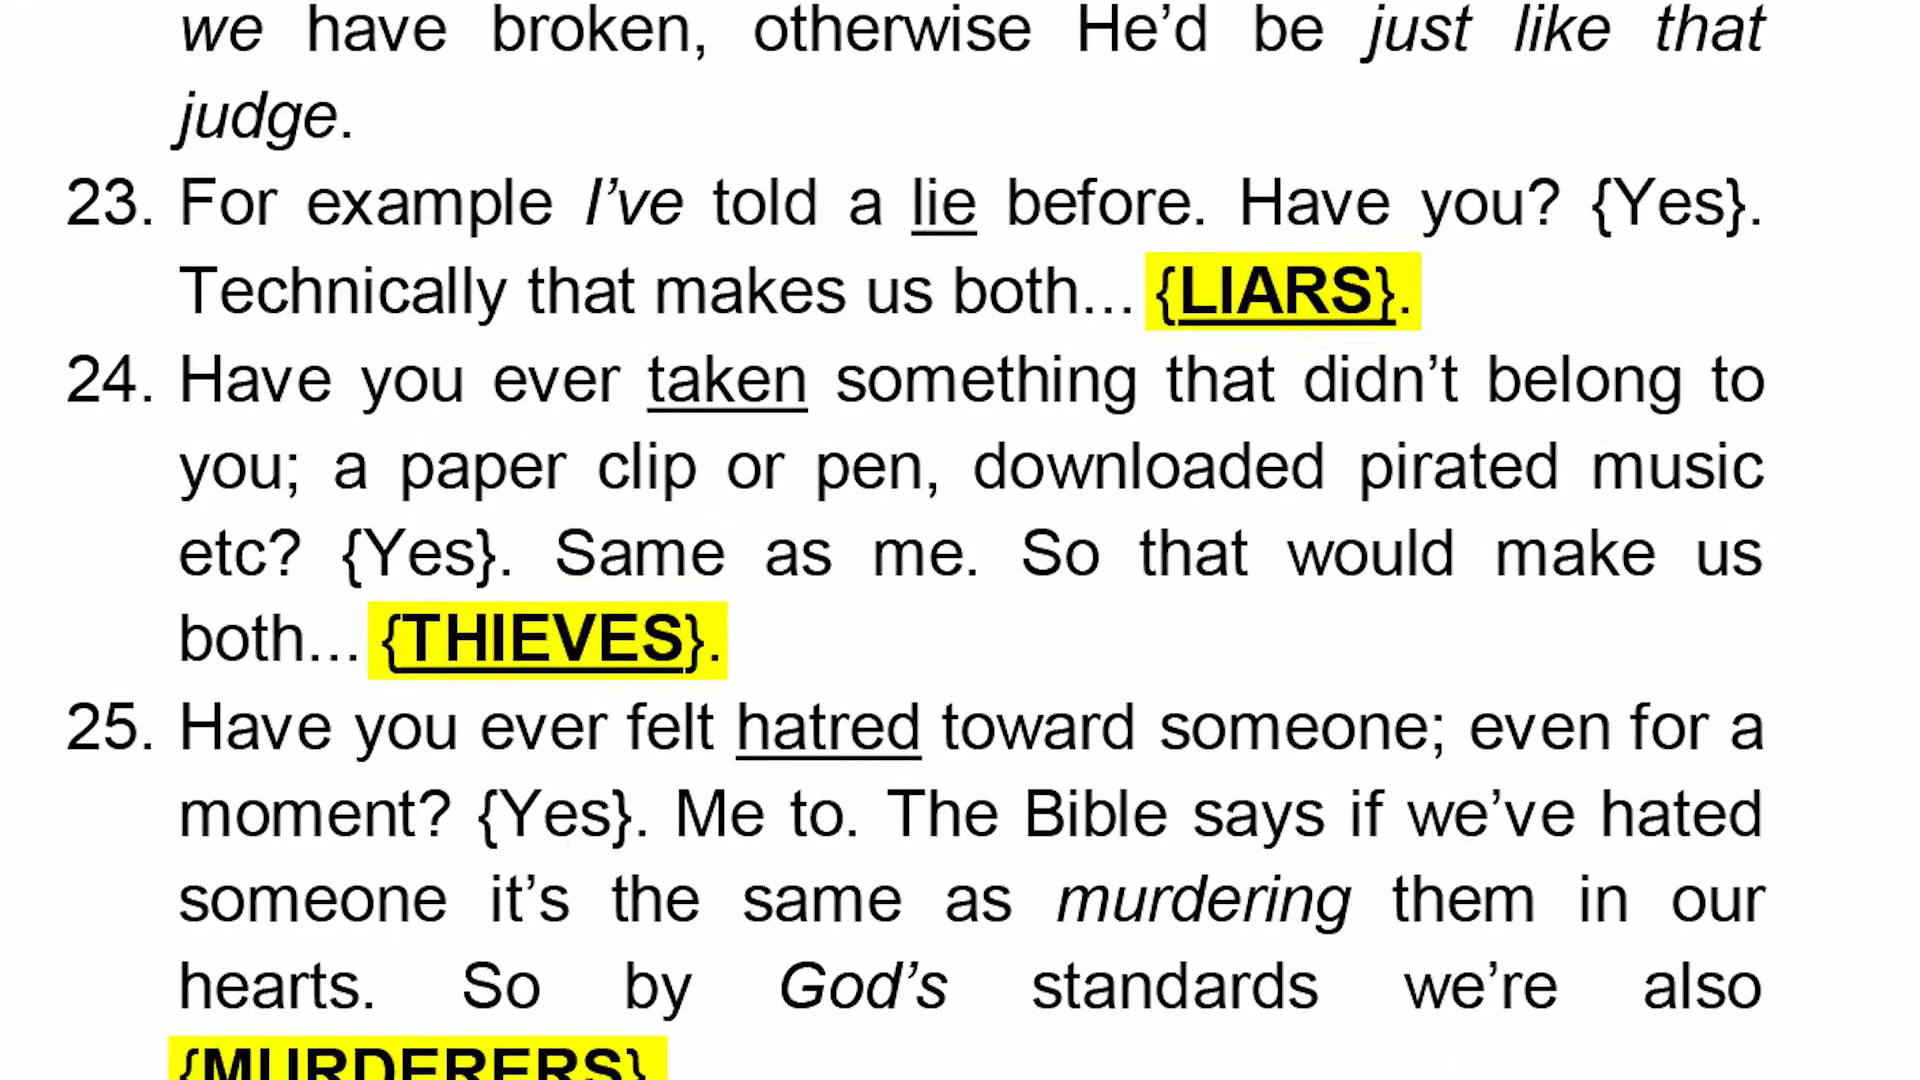 we have broken, otherwise He’d be just like that
judge.
23. For example I’ve told a lie before. Have you? {Yes}.
Technically that makes us both... {LIARS}.
24. Have you ever taken something that didn’t belong to
you; a paper clip or pen, downloaded pirated music
etc? {Yes}. Same as me. So that would make us
both... {THIEVES}.
25. Have you ever felt hatred toward someone; even for a
moment? {Yes}. Me to. The Bible says if we’ve hated
someone it’s the same as murdering them in our
hearts. So by God’s standards we’re also
{MURDERERS}.